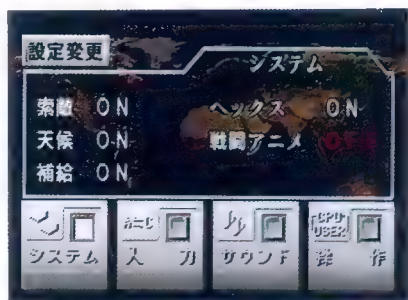 設定変更
システム
索敵 ON ヘックス ON
天候 ON 戦闘アニメ OFF
補給 ON
CPU
USER
システム 入力 サウンド 操作